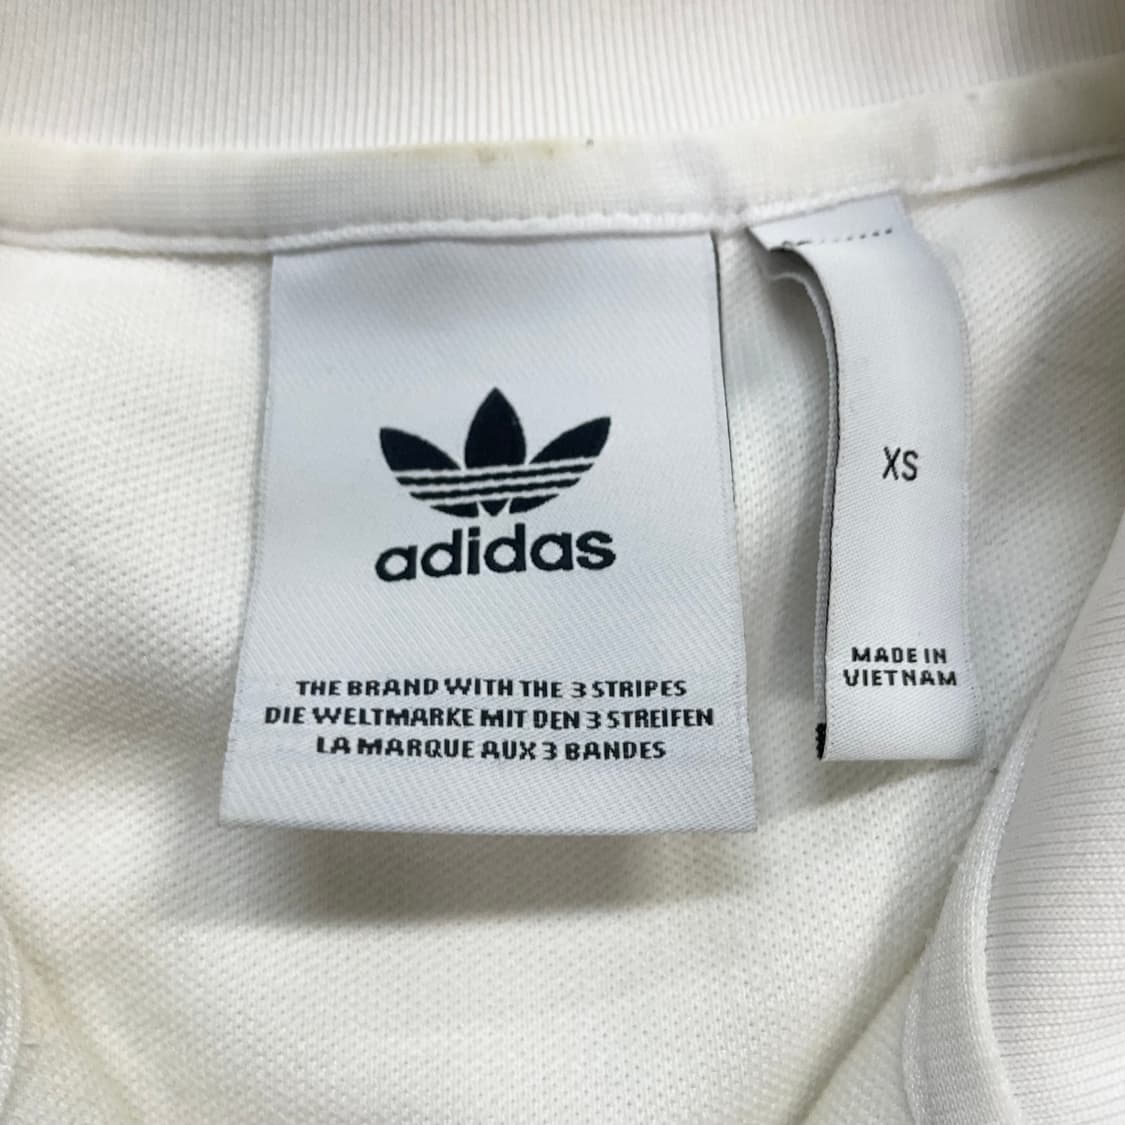 adidas
THE BRAND WITH THE 3 STRIPES
DIE WELTMARKE MIT DEN 3 STREIFEN
LA MARQUE AUX 3 BANDES
XS
MADE IN
VIETNAM